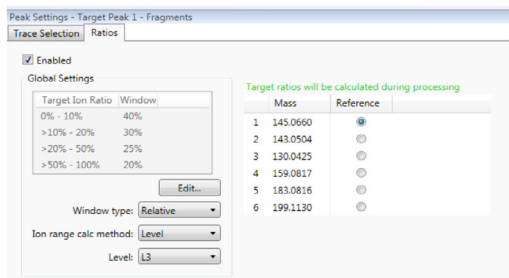 Peak Settings - Target Peak 1 - Fragments
Trace Selection Ratios
Enabled
Global Settings
Target Ion Ratio Window
0% - 10% 40%
>10% - 20% 30%
>20% - 50% 25%
>50% - 100% 20%
Edit...
Window type: Relative
Ion range calc method: Level
Level: L3
Target ratios will be calculated during processing
Mass Reference
1 145.0660
2 143.0504
3 130.0425
4 159.0817
5 183.0816
6 199.1130